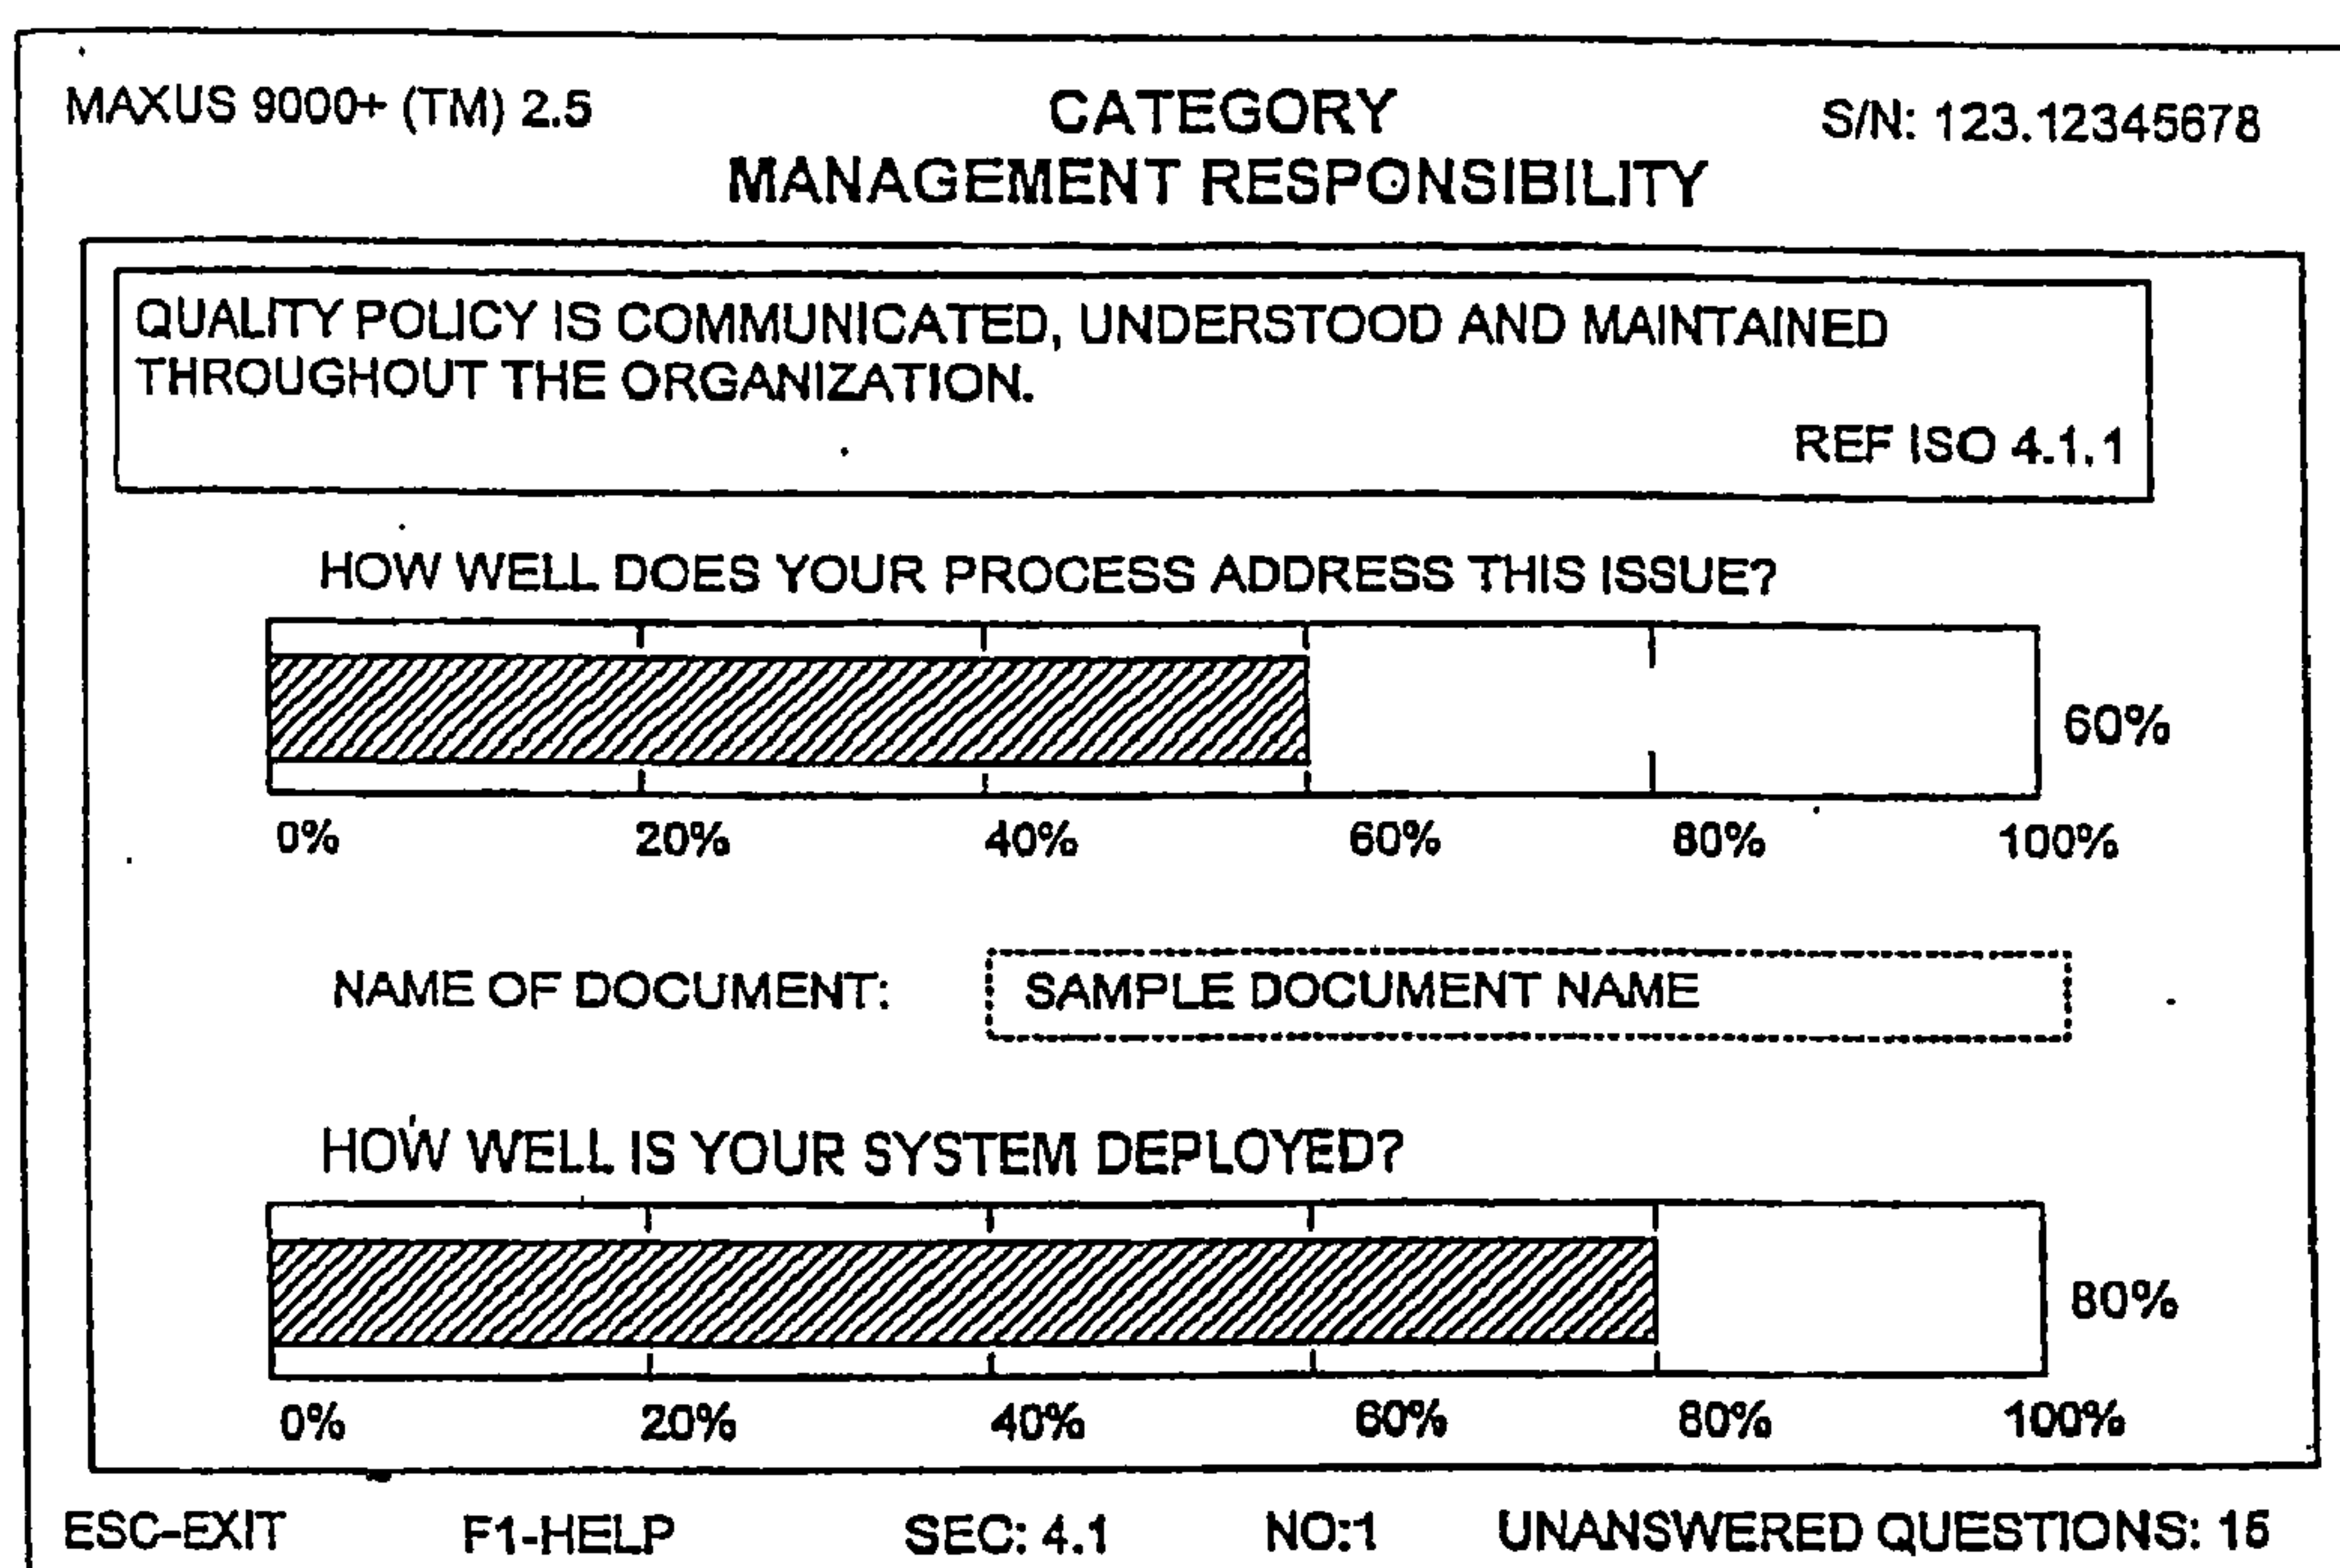 MAXUS 9000+ (TM) 2.5
CATEGORY
S/N: 123.12345678
MANAGEMENT RESPONSIBILITY
QUALITY POLICY IS COMMUNICATED, UNDERSTOOD AND MAINTAINED
THROUGHOUT THE ORGANIZATION.
REF ISO 4.1.1
HOW WELL DOES YOUR PROCESS ADDRESS THIS ISSUE?
60%
0% 20% 40% 60% 80% 100%
NAME OF DOCUMENT: SAMPLE DOCUMENT NAME
HOW WELL IS YOUR SYSTEM DEPLOYED?
80%
0% 20% 40% 60% 80% 100%
ESC-EXIT F1-HELP SEC: 4.1 NO:1 UNANSWERED QUESTIONS: 15